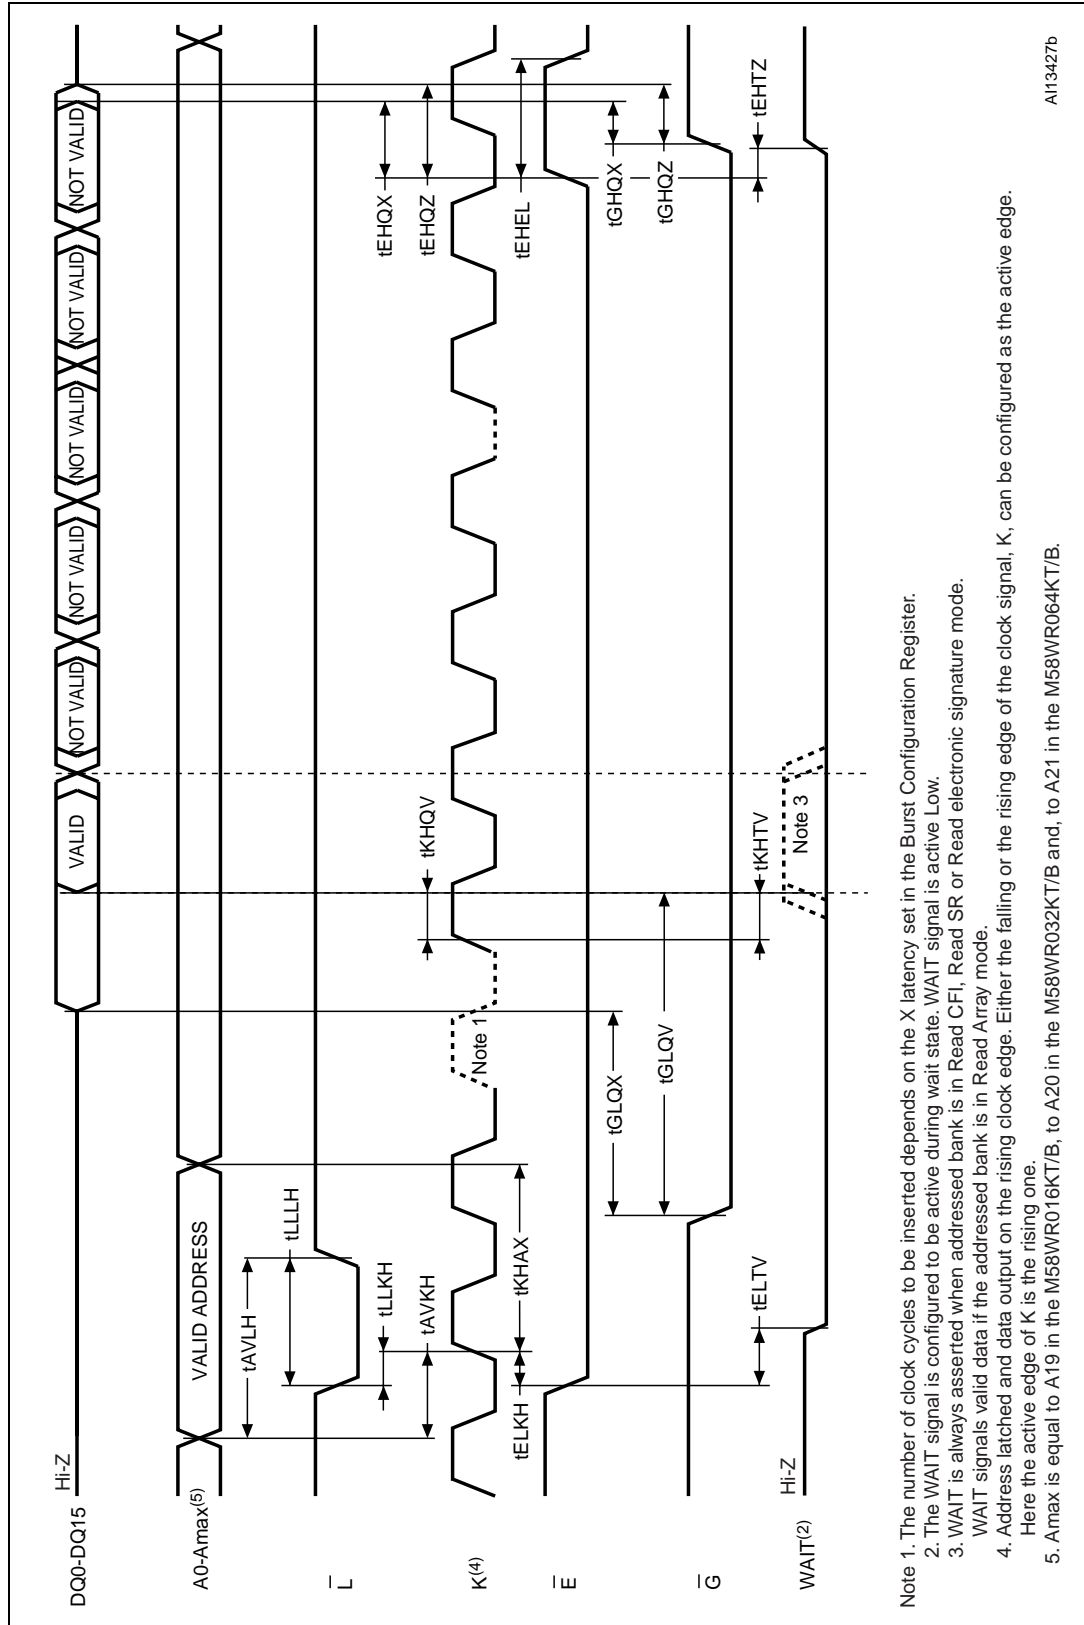 DQ0-DQ15
Hi-Z
VALID
NOT VALID
NOT VALID
NOT VALID
NOT VALID
NOT VALID
A0-Amax(5)
VALID ADDRESS
tAVLH
L
tLLLH
tLLKH
tAVKH
tEHQX
tEHQZ
K(4)
Note 1
tKHQV
tELKH
tKHAX
tEHEL
E
tGLQX
tGLQV
tGHQX
tGHQZ
G
tELTV
tKHTV
tEHTZ
WAIT(2)
Hi-Z
Note 3
AI13427b
Note 1. The number of clock cycles to be inserted depends on the X latency set in the Burst Configuration Register.
2. The WAIT signal is configured to be active during wait state. WAIT signal is active Low.
3. WAIT is always asserted when addressed bank is in Read CFI, Read SR or Read electronic signature mode.
WAIT signals valid data if the addressed bank is in Read Array mode.
4. Address latched and data output on the rising clock edge. Either the falling or the rising edge of the clock signal, K, can be configured as the active edge.
Here the active edge of K is the rising one.
5. Amax is equal to A19 in the M58WR016KT/B, to A20 in the M58WR032KT/B and, to A21 in the M58WR064KT/B.